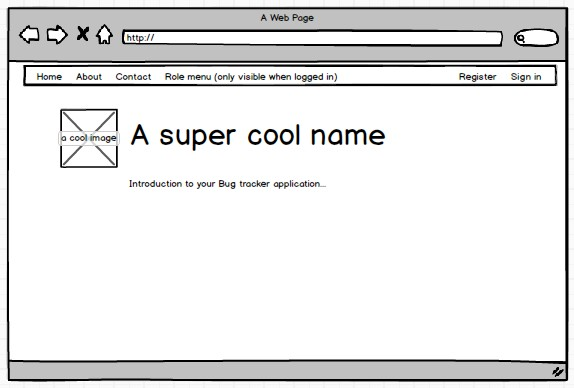 A Web Page
http://
Home About Contact Role menu (only visible when logged in) Register Sign in
a cool image
A super cool name
Introduction to your Bug tracker application...